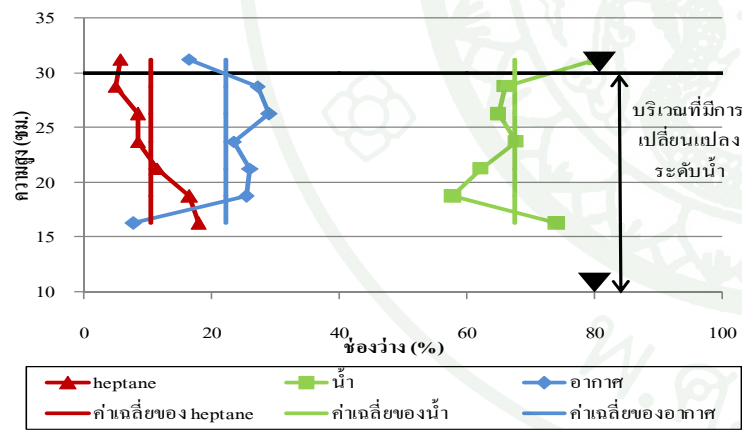 35
30
25
20
15
10
ความสูง (ซม.)
บริเวณที่มีการ
เปลี่ยนแปลง
ระดับน้ำ
0 20 40 60 80 100
ช่องว่าง (%)
heptane น้ำ อากาศ
ค่าเฉลี่ยของ heptane ค่าเฉลี่ยของน้ำ ค่าเฉลี่ยของอากาศ